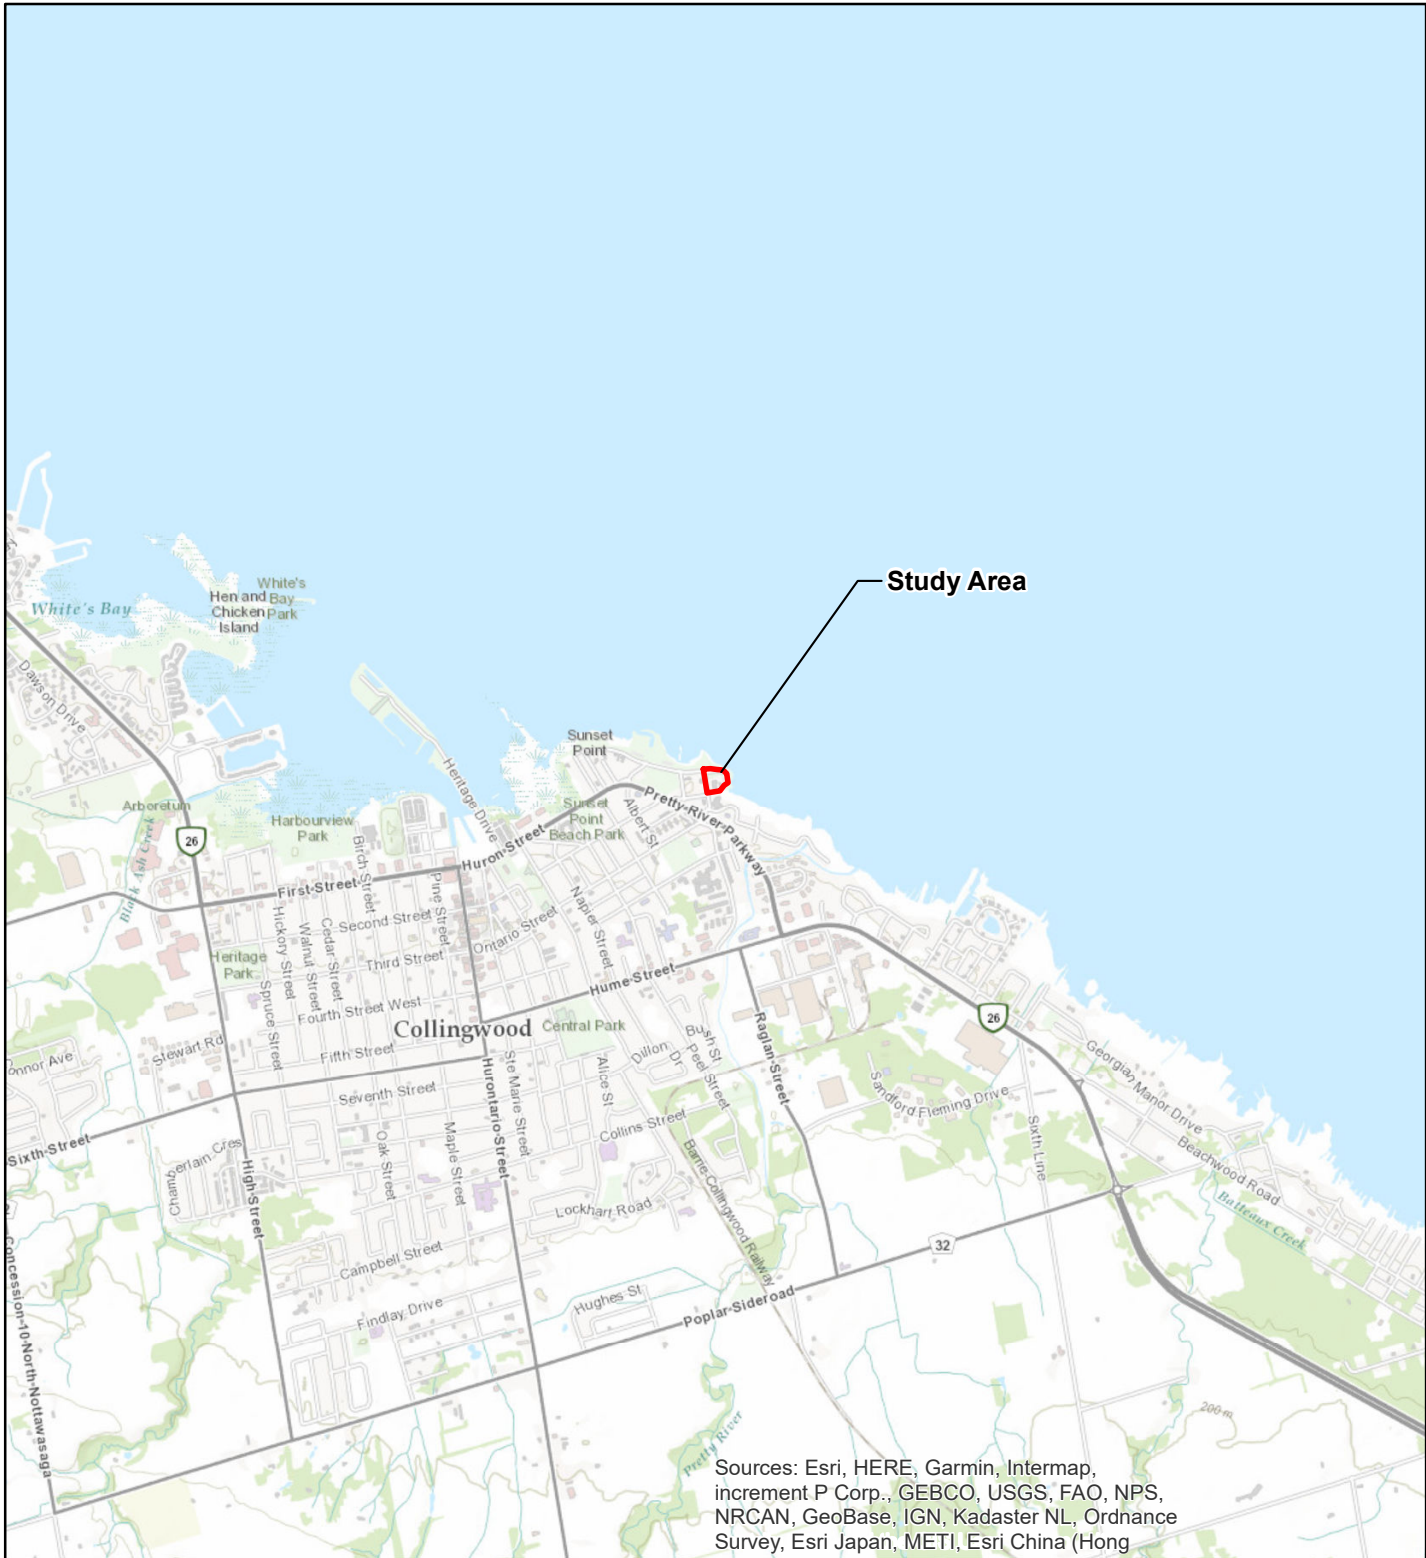 Study Area
White's
Bay
Park
Hen and
Chicken
Island
White's Bay
Dawson Drive
Sunset
Point
Heritage Drive
Arboretum
Harbourview
Park
Sunset
Point
Beach Park
Albert St
Pretty-River-Parkway
Black Ash Creek
26
Huron-Street
First-Street
Birch Street
Pine Street
Hickory Street
Walnut Street
Cedar Street
Second Street
Third Street
Ontario Street
Napier Street
Heritage
Park
Spruce Street
Fourth Street West
Hume-Street
Collingwood
Central Park
Fifth Street
Stewart Rd
onnor Ave
Seventh Street
Hurontario-Street
Ste Marie Street
Alice St
Dillon
Dr
Bush St
Peel Street
Raglan-Street
26
Georgian Manor Drive
Sandford Fleming Drive
Sixth Line
Beachwood Road
Batteaux Creek
Sixth-Street
Chamberlain Cres
High-Street
Oak Street
Maple Street
Collins Street
Lockhart Road
Barrie-Collingwood Railway
Campbell Street
Findlay Drive
Hughes St
Poplar-Sideroad
32
Concession-10-North-Nottawasaga
Pretty River
200 m
Sources: Esri, HERE, Garmin, Intermap,
increment P Corp., GEBCO, USGS, FAO, NPS,
NRCAN, GeoBase, IGN, Kadaster NL, Ordnance
Survey, Esri Japan, METI, Esri China (Hong